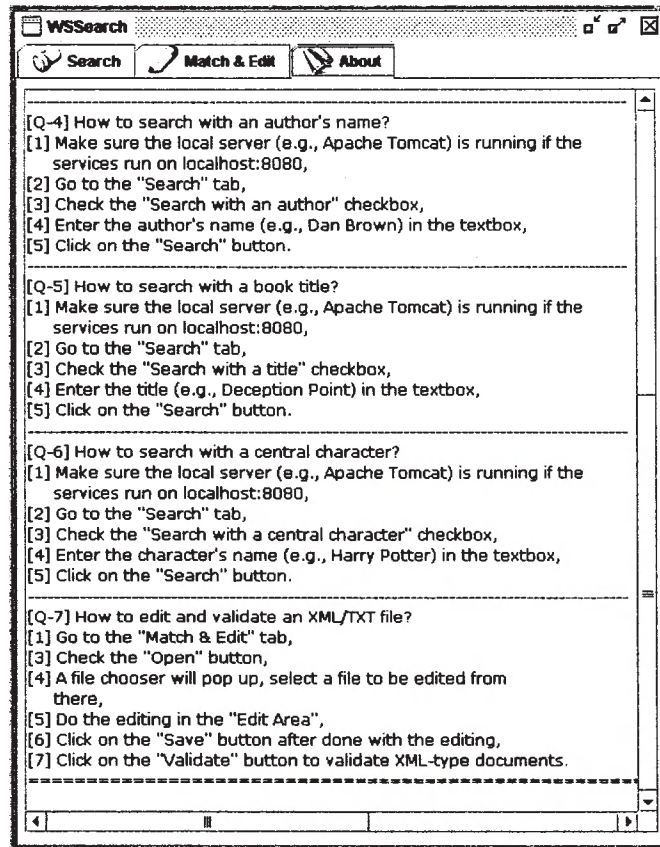 WSSearch
Search Match & Edit About
[Q-4] How to search with an author's name?
[1] Make sure the local server (e.g., Apache Tomcat) is running if the
services run on localhost:8080,
[2] Go to the "Search" tab,
[3] Check the "Search with an author" checkbox,
[4] Enter the author's name (e.g., Dan Brown) in the textbox,
[5] Click on the "Search" button.
[Q-5] How to search with a book title?
[1] Make sure the local server (e.g., Apache Tomcat) is running if the
services run on localhost:8080,
[2] Go to the "Search" tab,
[3] Check the "Search with a title" checkbox,
[4] Enter the title (e.g., Deception Point) in the textbox,
[5] Click on the "Search" button.
[Q-6] How to search with a central character?
[1] Make sure the local server (e.g., Apache Tomcat) is running if the
services run on localhost:8080,
[2] Go to the "Search" tab,
[3] Check the "Search with a central character" checkbox,
[4] Enter the character's name (e.g., Harry Potter) in the textbox,
[5] Click on the "Search" button.
[Q-7] How to edit and validate an XML/TXT file?
[1] Go to the "Match & Edit" tab,
[3] Check the "Open" button,
[4] A file chooser will pop up, select a file to be edited from
there,
[5] Do the editing in the "Edit Area",
[6] Click on the "Save" button after done with the editing,
[7] Click on the "Validate" button to validate XML-type documents.